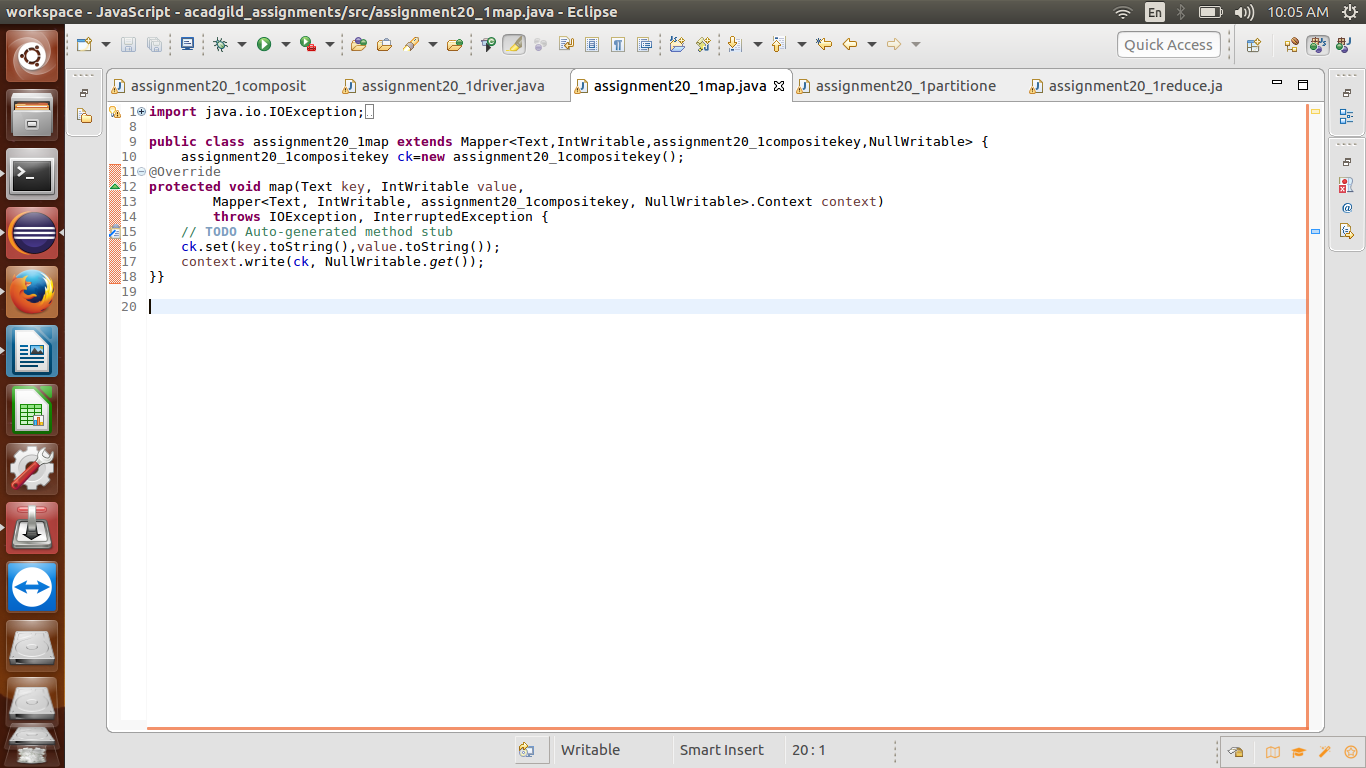 workspace - JavaScript - acadgild_assignments/src/assignment20_1map.java - Eclipse
En
10:05 AM
Quick Access
assignment20_1composit
assignment20_1driver.java
assignment20_1map.java
assignment20_1partitione
assignment20_1reduce.ja
1 import java.io.IOException;
8
9 public class assignment20_1map extends Mapper<Text,IntWritable,assignment20_1compositekey,NullWritable> {
10 assignment20_1compositekey ck=new assignment20_1compositekey();
11 @Override
12 protected void map(Text key, IntWritable value,
13 Mapper<Text, IntWritable, assignment20_1compositekey, NullWritable>.Context context)
14 throws IOException, InterruptedException {
15 // TODO Auto-generated method stub
16 ck.set(key.toString(),value.toString());
17 context.write(ck, NullWritable.get());
18 }}
19
20
Writable
Smart Insert
20 : 1